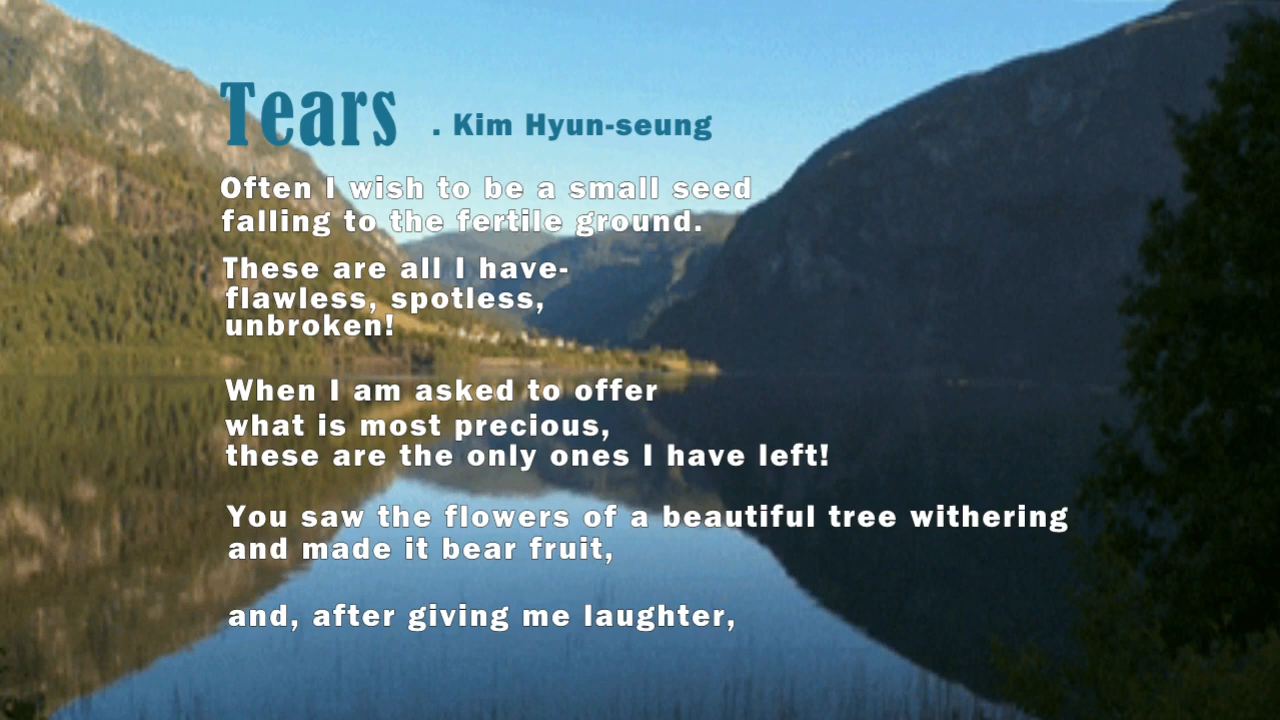 Tears . Kim Hyun-seung
Often I wish to be a small seed
falling to the fertile ground.
These are all I have-
flawless, spotless,
unbroken!
When I am asked to offer
what is most precious,
these are the only ones I have left!
You saw the flowers of a beautiful tree withering
and made it bear fruit,
and, after giving me laughter,